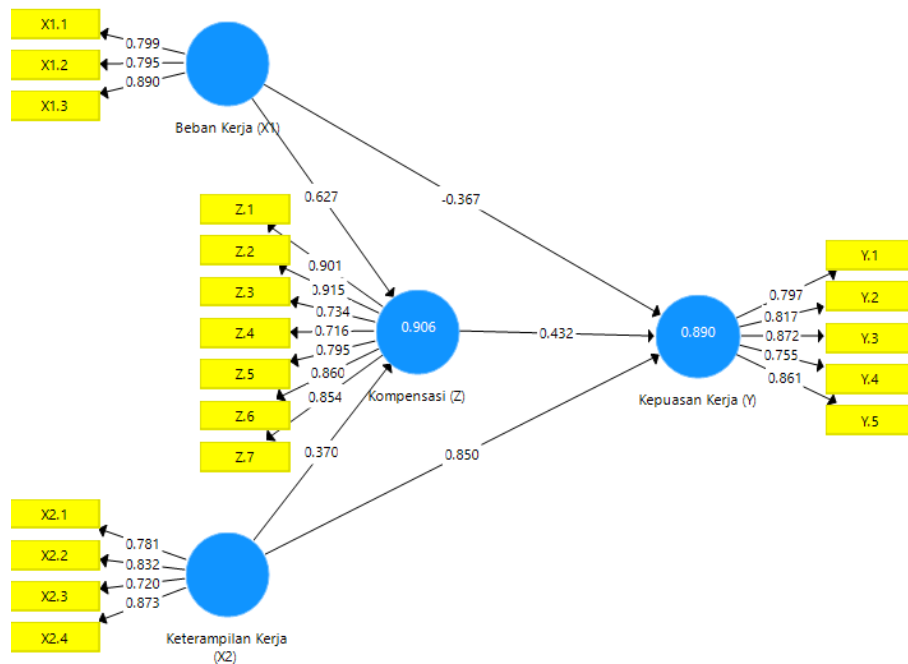 X1.1
X1.2
X1.3
0.799
0.795
0.890
Beban Kerja (X1)
0.627
-0.367
Z.1
Z.2
Z.3
Z.4
Z.5
Z.6
Z.7
0.901
0.915
0.734
0.716
0.795
0.860
0.854
0.906
Kompensasi (Z)
0.432
0.890
Kepuasan Kerja (Y)
0.797
0.817
0.872
0.755
0.861
Y.1
Y.2
Y.3
Y.4
Y.5
0.370
0.850
X2.1
X2.2
X2.3
X2.4
0.781
0.832
0.720
0.873
Keterampilan Kerja
(X2)